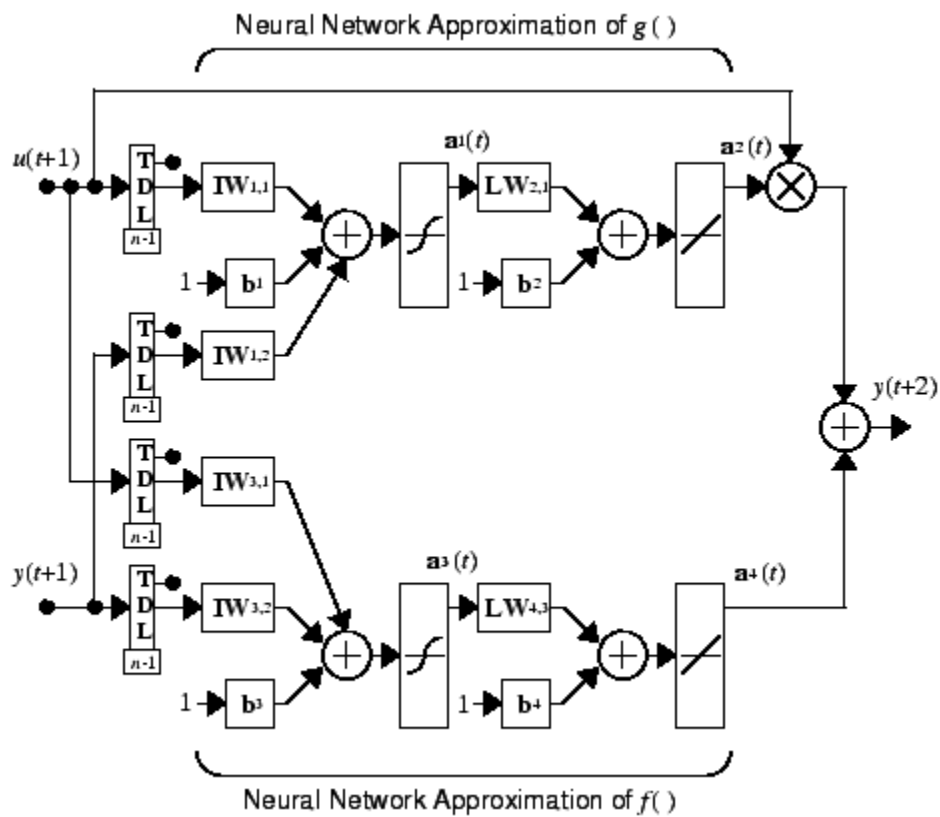 Neural Network Approximation of g ( )
a1(t)
a2(t)
u(t+1)
T
D
L
n-1
IW1,1
LW2,1
1
b1
1
b2
T
D
L
n-1
IW1,2
y(t+2)
T
D
L
n-1
IW3,1
a3(t)
a4(t)
y(t+1)
T
D
L
n-1
IW3,2
LW4,3
1
b3
1
b4
Neural Network Approximation of f( )